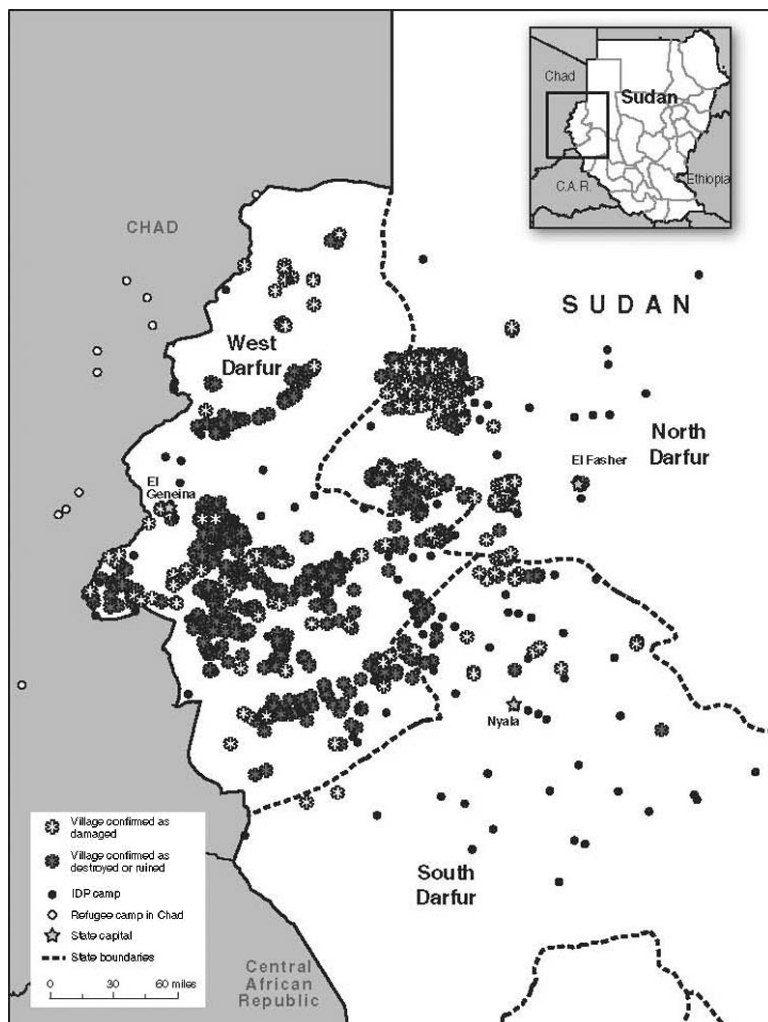 Chad
Sudan
C.A.R.
Ethiopia
CHAD
SUDAN
West
Darfur
North
Darfur
El Fasher
El
Geneina
Nyala
South
Darfur
Village confirmed as
damaged
Village confirmed as
destroyed or ruined
IDP camp
Refugee camp in Chad
State capital
State boundaries
0 30 60 miles
Central
African
Republic